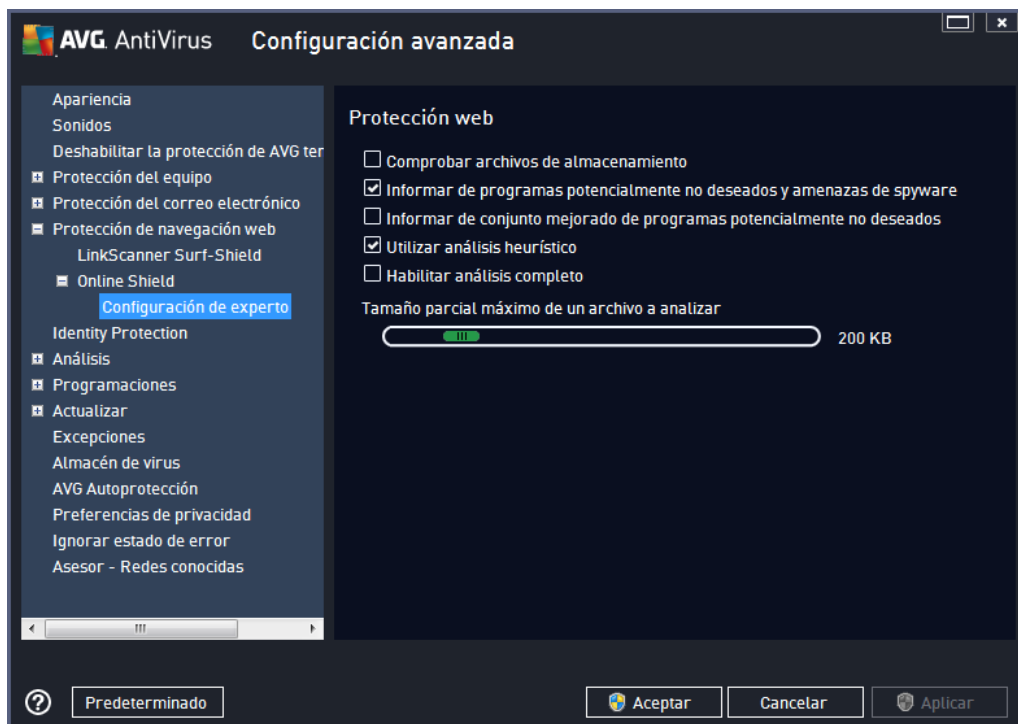 AVG AntiVirus Configuración avanzada
Apariencia
Sonidos
Deshabilitar la protección de AVG ter
Protección del equipo
Protección del correo electrónico
Protección de navegación web
LinkScanner Surf-Shield
Online Shield
Configuración de experto
Identity Protection
Análisis
Programaciones
Actualizar
Excepciones
Almacén de virus
AVG Autoprotección
Preferencias de privacidad
Ignorar estado de error
Asesor - Redes conocidas
Protección web
Comprobar archivos de almacenamiento
Informar de programas potencialmente no deseados y amenazas de spyware
Informar de conjunto mejorado de programas potencialmente no deseados
Utilizar análisis heurístico
Habilitar análisis completo
Tamaño parcial máximo de un archivo a analizar
200 KB
Predeterminado
Aceptar
Cancelar
Aplicar